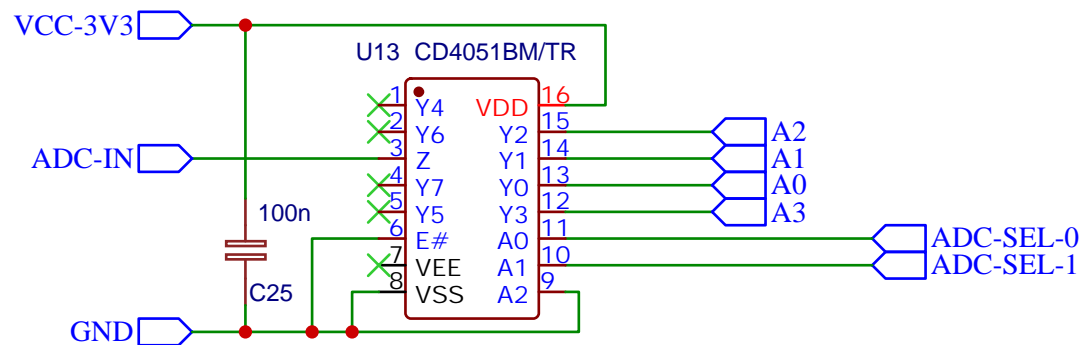 VCC-3V3
U13 CD4051BM/TR
1 Y4 VDD 16
2 Y6 Y2 15 A2
ADC-IN 3 Z Y1 14 A1
4 Y7 Y0 13 A0
5 Y5 Y3 12 A3
100n
6 E# A0 11 ADC-SEL-0
7 VEE A1 10 ADC-SEL-1
8 VSS A2 9
C25
GND